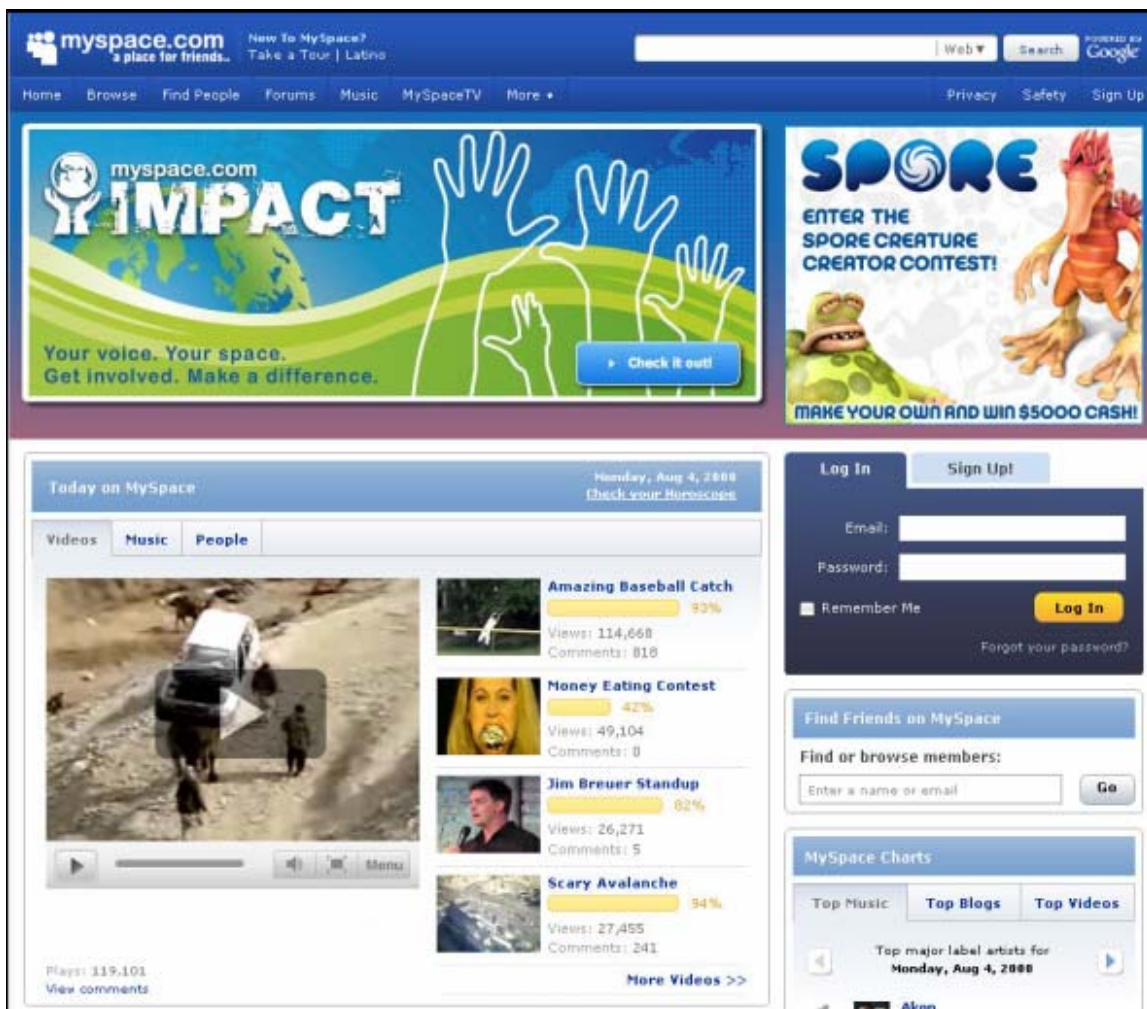 myspace.com
a place for friends..
New To MySpace?
Take a Tour | Latino
Web ▾
Search
POWERED BY
Google
Home Browse Find People Forums Music MySpaceTV More
Privacy Safety Sign Up
myspace.com
IMPACT
Your voice. Your space.
Get involved. Make a difference.
Check it out!
SPORE
ENTER THE
SPORE CREATURE
CREATOR CONTEST!
MAKE YOUR OWN AND WIN $5000 CASH!
Today on MySpace
Monday, Aug 4, 2008
Check your Horoscope
Videos Music People
Amazing Baseball Catch
93%
Views: 114,668
Comments: 818
Money Eating Contest
42%
Views: 49,104
Comments: 8
Jim Breuer Standup
82%
Views: 26,271
Comments: 5
Scary Avalanche
94%
Views: 27,455
Comments: 241
Menu
Plays: 119,101
View comments
More Videos >>
Log In
Sign Up!
Email:
Password:
Remember Me
Log In
Forgot your password?
Find Friends on MySpace
Find or browse members:
Enter a name or email
Go
MySpace Charts
Top Music Top Blogs Top Videos
Top major label artists for
Monday, Aug 4, 2008
Akon